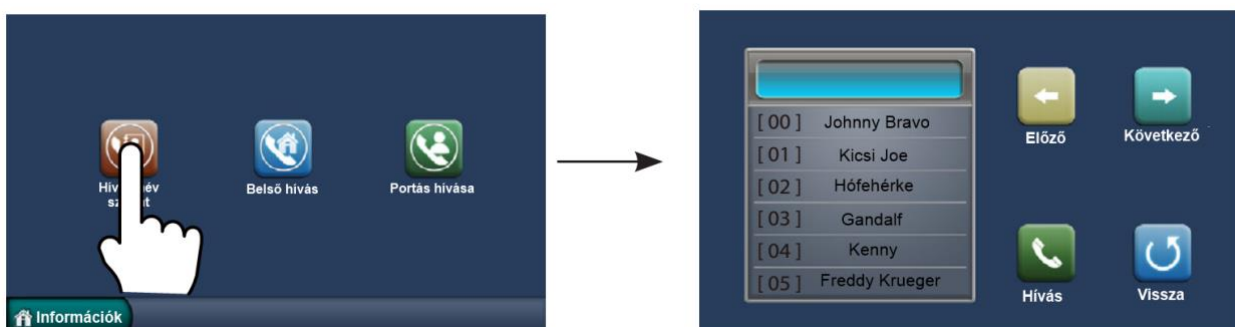 Belső hívás
Portás hívása
Információk
[ 00 ] Johnny Bravo
[ 01 ] Kicsi Joe
[ 02 ] Hófehérke
[ 03 ] Gandalf
[ 04 ] Kenny
[ 05 ] Freddy Krueger
Előző
Következő
Hívás
Vissza